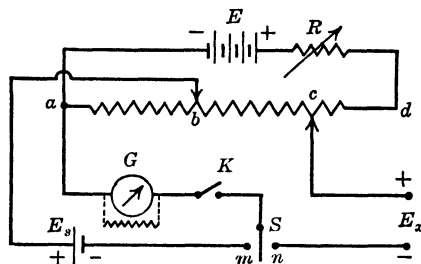 − E + R
a b c d
G K
+
S
E_s E_x
+ − m n −